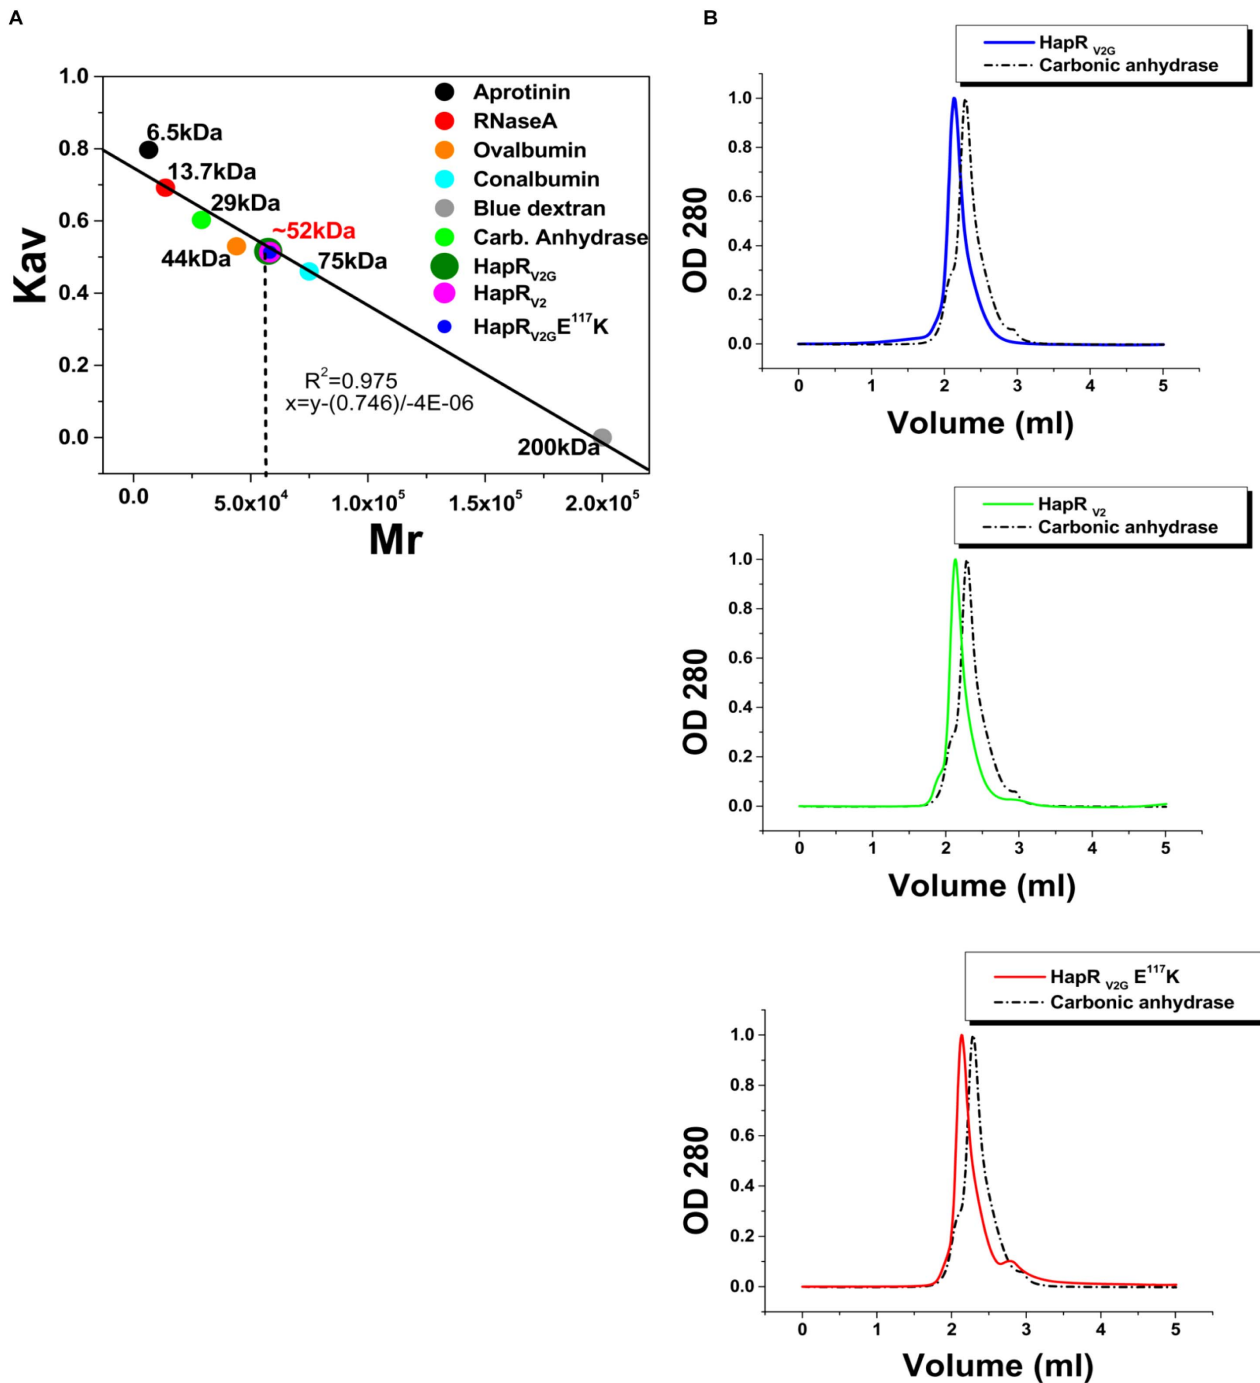 A
1.0
0.8
0.6
0.4
0.2
0.0
Kav
6.5kDa
13.7kDa
29kDa
44kDa
~52kDa
75kDa
200kDa
Aprotinin
RNaseA
Ovalbumin
Conalbumin
Blue dextran
Carb. Anhydrase
HapR_V2G
HapR_V2
HapR_V2G E^117K
R^2=0.975
x=y-(0.746)/-4E-06
0.0 5.0x10^4 1.0x10^5 1.5x10^5 2.0x10^5
Mr
B
HapR V2G
Carbonic anhydrase
1.0
0.8
0.6
0.4
0.2
0.0
OD 280
0 1 2 3 4 5
Volume (ml)
HapR V2
Carbonic anhydrase
1.0
0.8
0.6
0.4
0.2
0.0
OD 280
0 1 2 3 4 5
Volume (ml)
HapR V2G E^117K
Carbonic anhydrase
1.0
0.8
0.6
0.4
0.2
0.0
OD 280
0 1 2 3 4 5
Volume (ml)